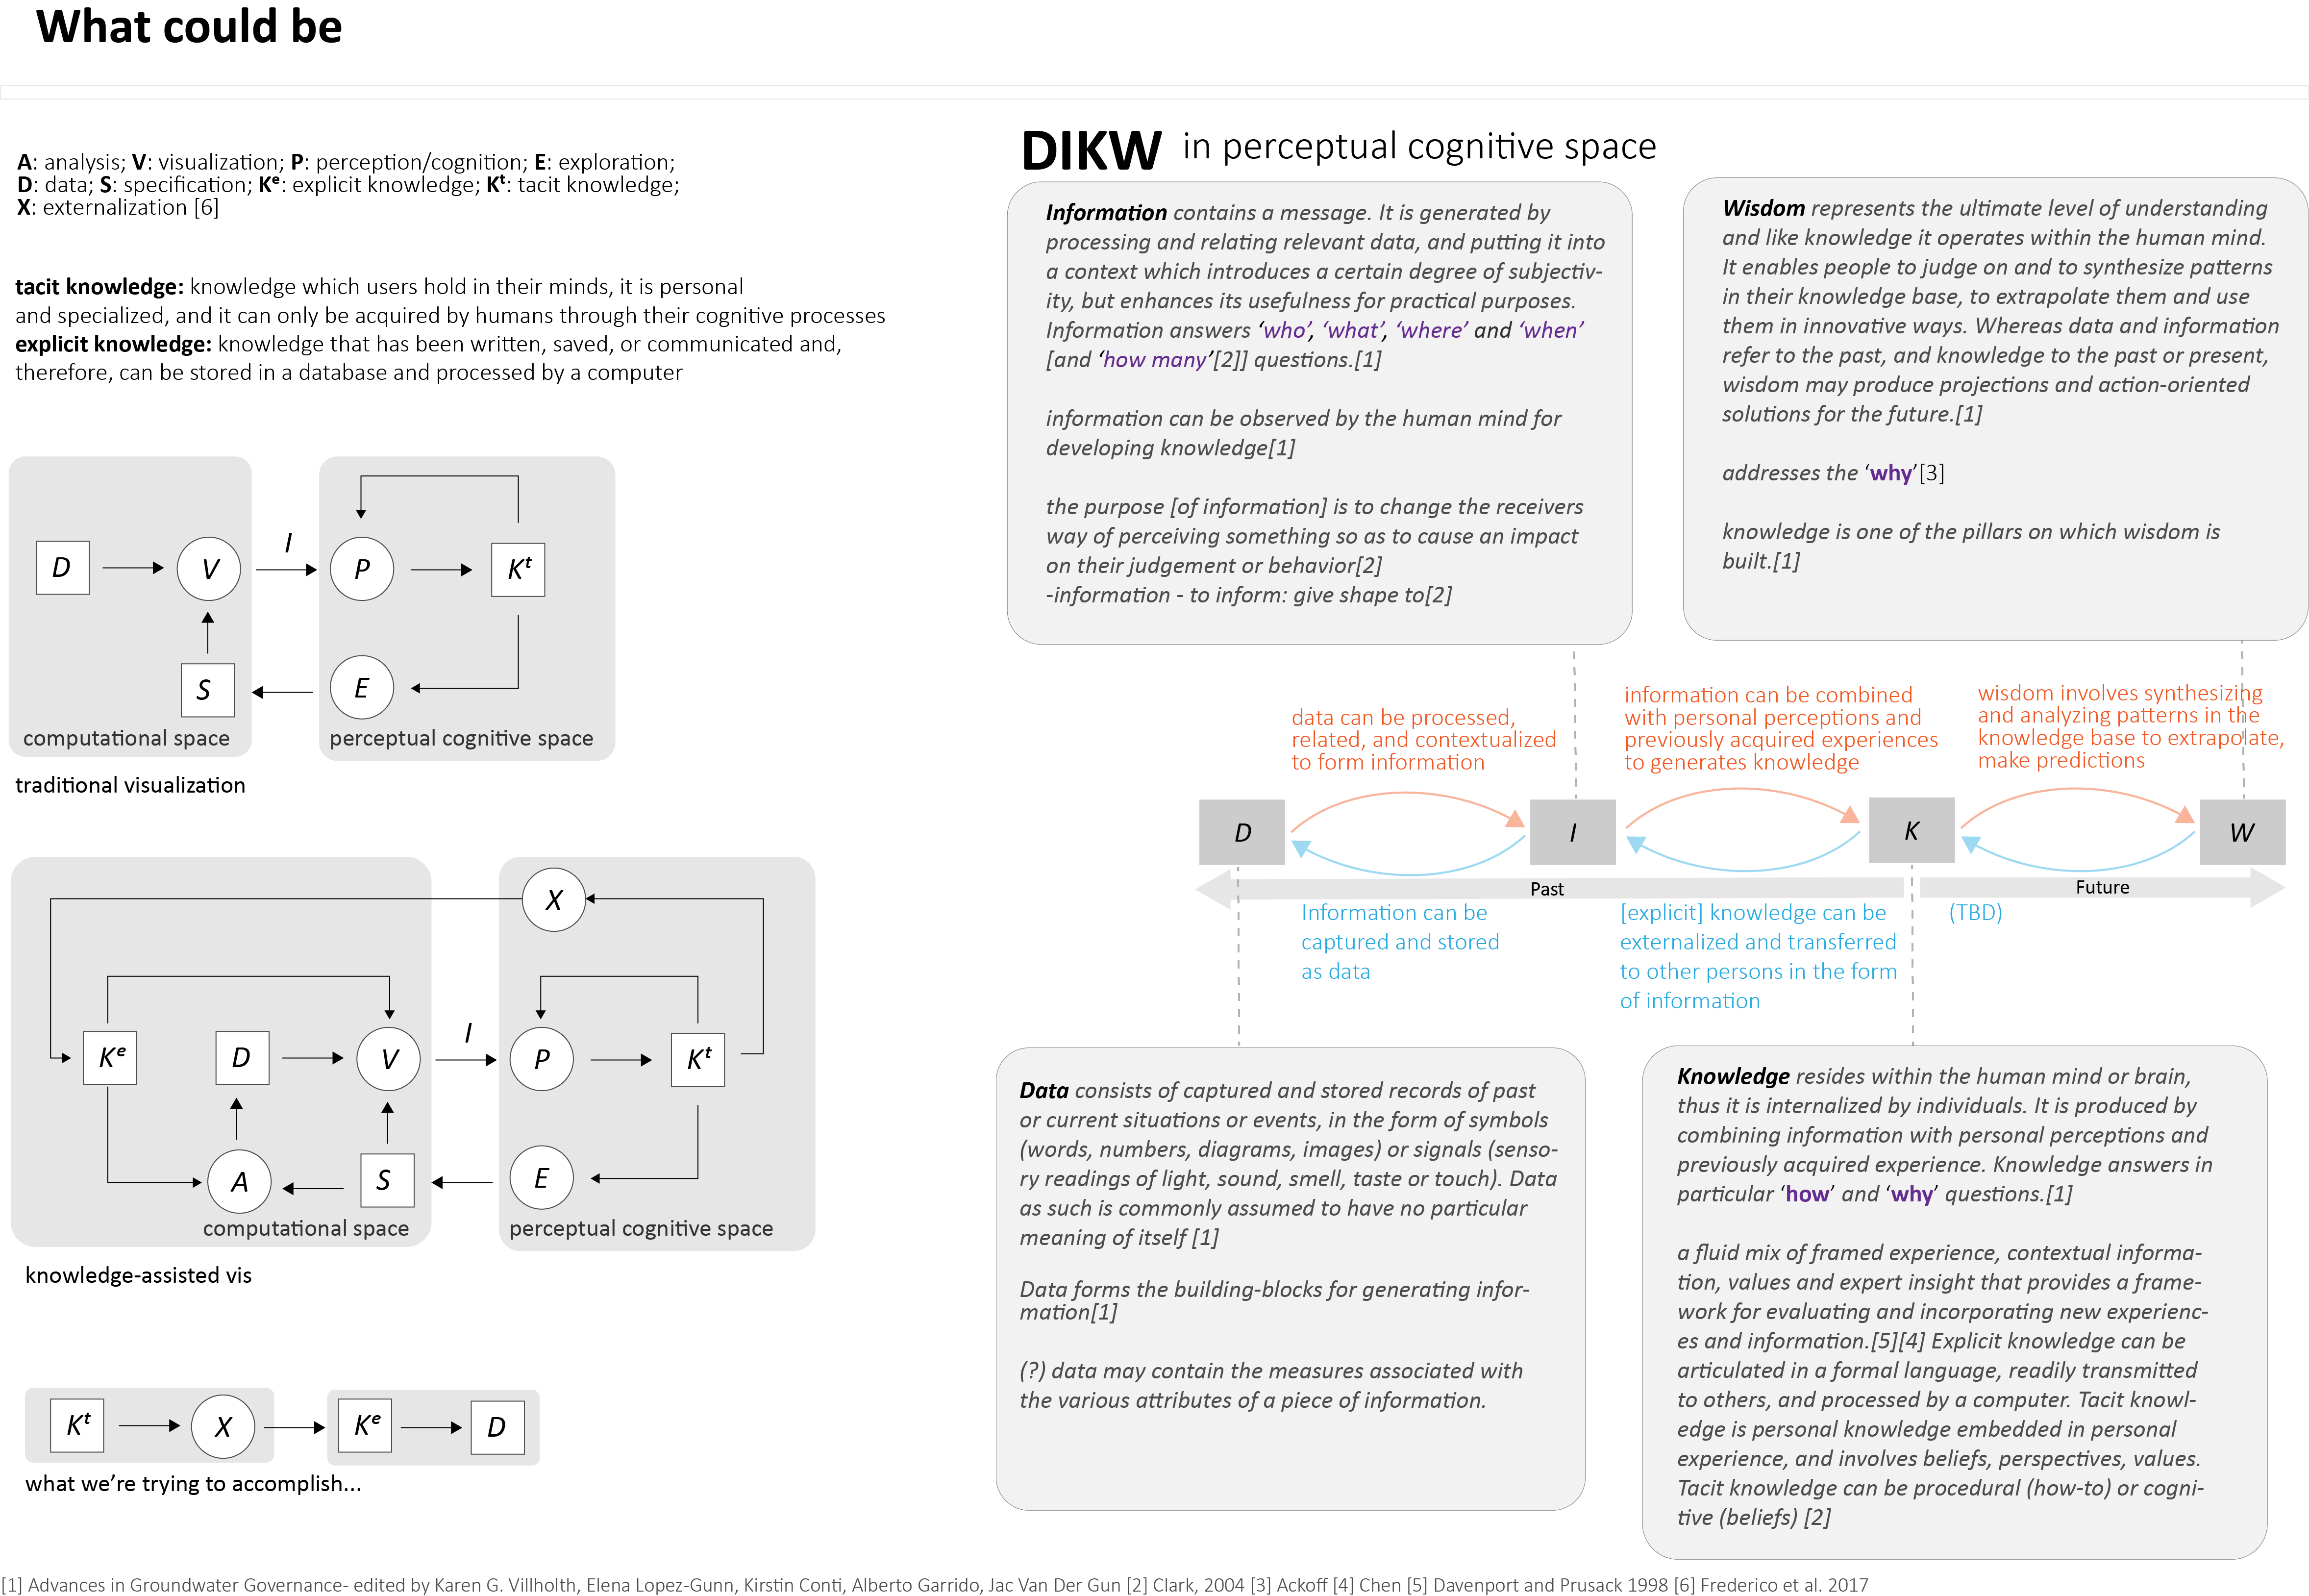 What could be
A: analysis; V: visualization; P: perception/cognition; E: exploration;
D: data; S: specification; Kᵉ: explicit knowledge; Kᵗ: tacit knowledge;
X: externalization [6]
tacit knowledge: knowledge which users hold in their minds, it is personal
and specialized, and it can only be acquired by humans through their cognitive processes
explicit knowledge: knowledge that has been written, saved, or communicated and,
therefore, can be stored in a database and processed by a computer
D
V
I
P
Kᵗ
S
E
computational space
perceptual cognitive space
traditional visualization
X
Kᵉ
D
V
I
P
Kᵗ
A
S
E
computational space
perceptual cognitive space
knowledge-assisted vis
Kᵗ
X
Kᵉ
D
what we're trying to accomplish...
DIKW in perceptual cognitive space
Information contains a message. It is generated by
processing and relating relevant data, and putting it into
a context which introduces a certain degree of subjectiv-
ity, but enhances its usefulness for practical purposes.
Information answers ‘who’, ‘what’, ‘where’ and ‘when’
[and ‘how many’[2]] questions.[1]
information can be observed by the human mind for
developing knowledge[1]
the purpose [of information] is to change the receivers
way of perceiving something so as to cause an impact
on their judgement or behavior[2]
-information - to inform: give shape to[2]
Wisdom represents the ultimate level of understanding
and like knowledge it operates within the human mind.
It enables people to judge on and to synthesize patterns
in their knowledge base, to extrapolate them and use
them in innovative ways. Whereas data and information
refer to the past, and knowledge to the past or present,
wisdom may produce projections and action-oriented
solutions for the future.[1]
addresses the ‘why’[3]
knowledge is one of the pillars on which wisdom is
built.[1]
data can be processed,
related, and contextualized
to form information
information can be combined
with personal perceptions and
previously acquired experiences
to generates knowledge
wisdom involves synthesizing
and analyzing patterns in the
knowledge base to extrapolate,
make predictions
D
I
K
W
Past
Future
Information can be
captured and stored
as data
[explicit] knowledge can be
externalized and transferred
to other persons in the form
of information
(TBD)
Data consists of captured and stored records of past
or current situations or events, in the form of symbols
(words, numbers, diagrams, images) or signals (senso-
ry readings of light, sound, smell, taste or touch). Data
as such is commonly assumed to have no particular
meaning of itself [1]
Data forms the building-blocks for generating infor-
mation[1]
(?) data may contain the measures associated with
the various attributes of a piece of information.
Knowledge resides within the human mind or brain,
thus it is internalized by individuals. It is produced by
combining information with personal perceptions and
previously acquired experience. Knowledge answers in
particular ‘how’ and ‘why’ questions.[1]
a fluid mix of framed experience, contextual informa-
tion, values and expert insight that provides a frame-
work for evaluating and incorporating new experienc-
es and information.[5][4] Explicit knowledge can be
articulated in a formal language, readily transmitted
to others, and processed by a computer. Tacit knowl-
edge is personal knowledge embedded in personal
experience, and involves beliefs, perspectives, values.
Tacit knowledge can be procedural (how-to) or cogni-
tive (beliefs) [2]
[1] Advances in Groundwater Governance- edited by Karen G. Villholth, Elena Lopez-Gunn, Kirstin Conti, Alberto Garrido, Jac Van Der Gun [2] Clark, 2004 [3] Ackoff [4] Chen [5] Davenport and Prusack 1998 [6] Frederico et al. 2017